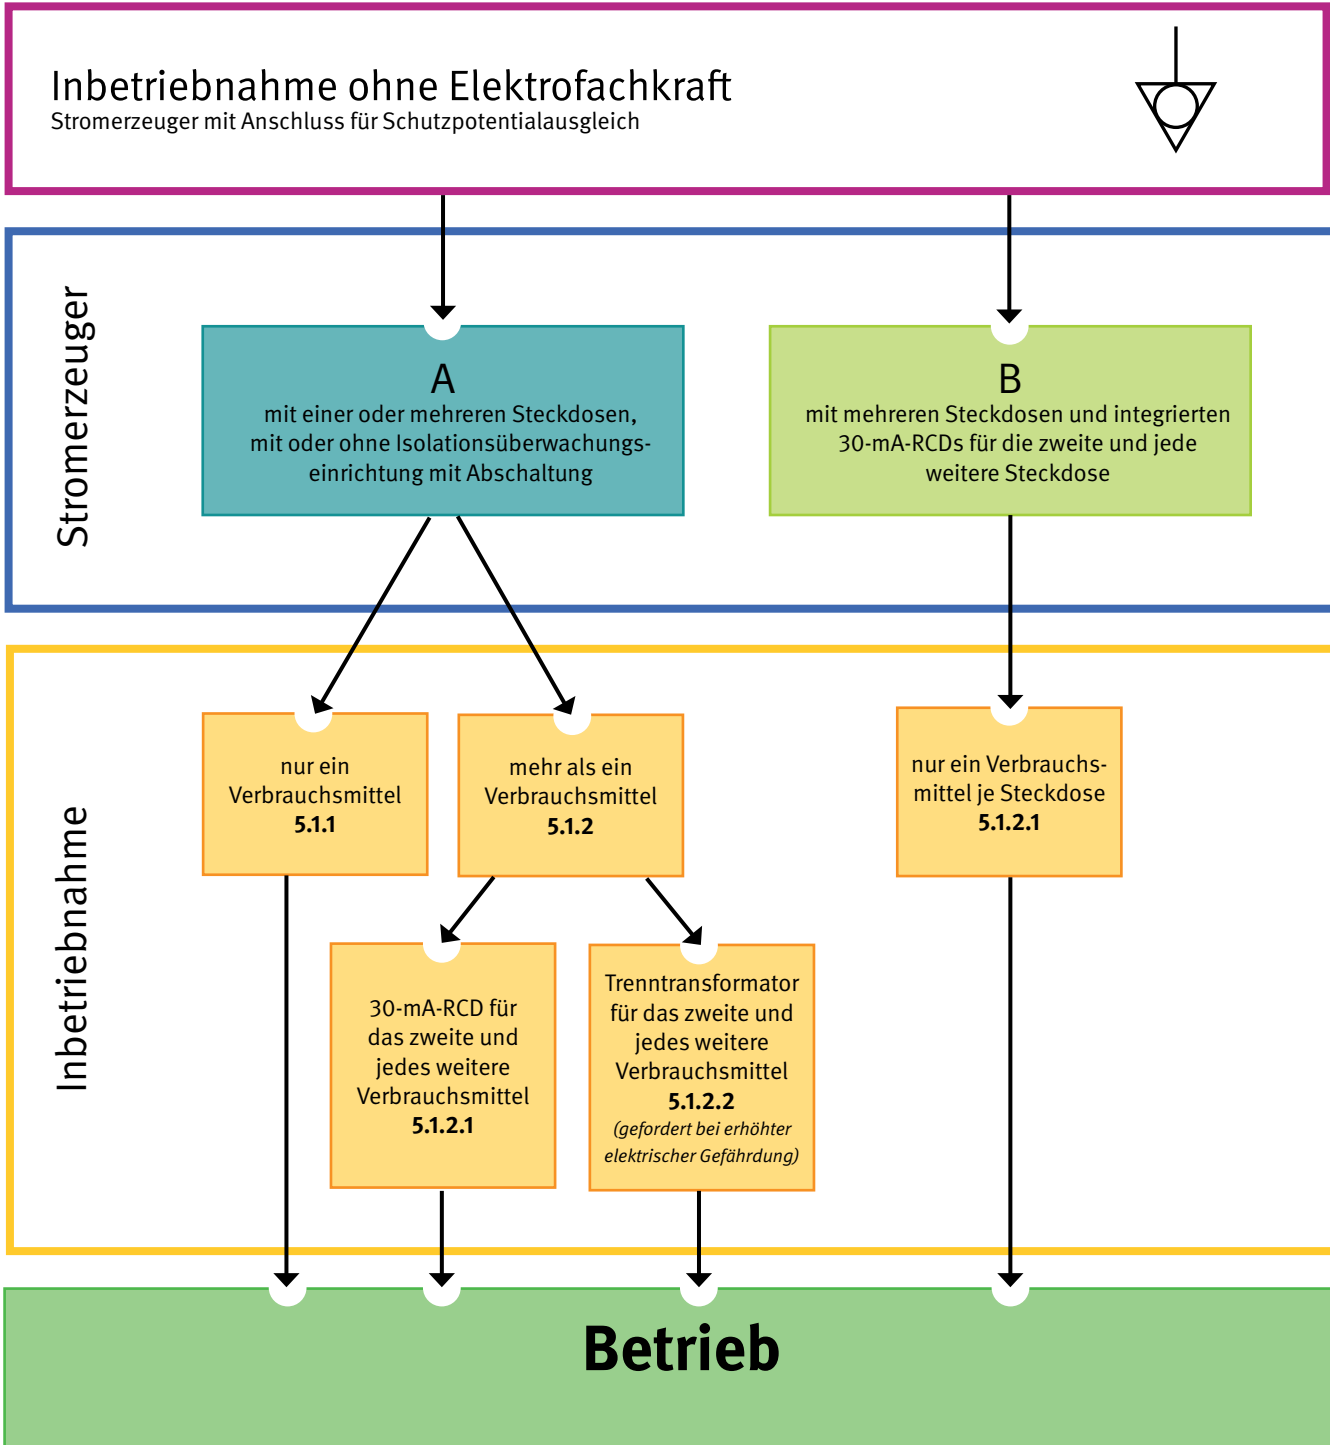 Inbetriebnahme ohne Elektrofachkraft
Stromerzeuger mit Anschluss für Schutzpotentialausgleich
Stromerzeuger
A
mit einer oder mehreren Steckdosen,
mit oder ohne Isolationsüberwachungs-
einrichtung mit Abschaltung
B
mit mehreren Steckdosen und integrierten
30-mA-RCDs für die zweite und jede
weitere Steckdose
Inbetriebnahme
nur ein
Verbrauchsmittel
5.1.1
mehr als ein
Verbrauchsmittel
5.1.2
nur ein Verbrauchs-
mittel je Steckdose
5.1.2.1
30-mA-RCD für
das zweite und
jedes weitere
Verbrauchsmittel
5.1.2.1
Trenntransformator
für das zweite und
jedes weitere
Verbrauchsmittel
5.1.2.2
(gefordert bei erhöhter
elektrischer Gefährdung)
Betrieb